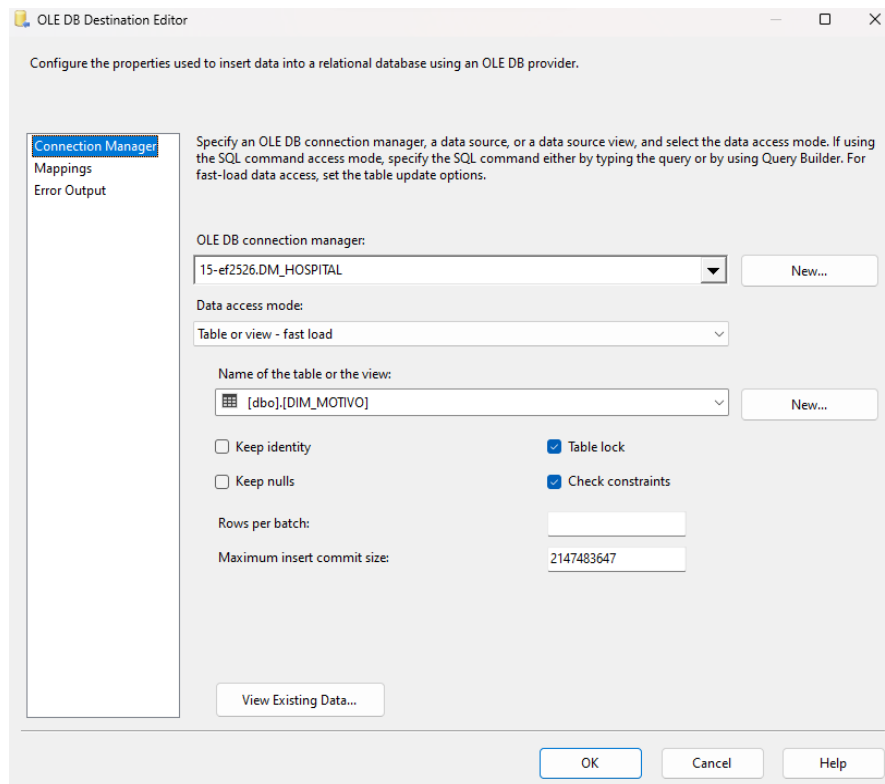 OLE DB Destination Editor
Configure the properties used to insert data into a relational database using an OLE DB provider.
Connection Manager
Mappings
Error Output
Specify an OLE DB connection manager, a data source, or a data source view, and select the data access mode. If using
the SQL command access mode, specify the SQL command either by typing the query or by using Query Builder. For
fast-load data access, set the table update options.
OLE DB connection manager:
15-ef2526.DM_HOSPITAL
New...
Data access mode:
Table or view - fast load
Name of the table or the view:
[dbo].[DIM_MOTIVO]
New...
Keep identity
Table lock
Keep nulls
Check constraints
Rows per batch:
Maximum insert commit size:
2147483647
View Existing Data...
OK
Cancel
Help